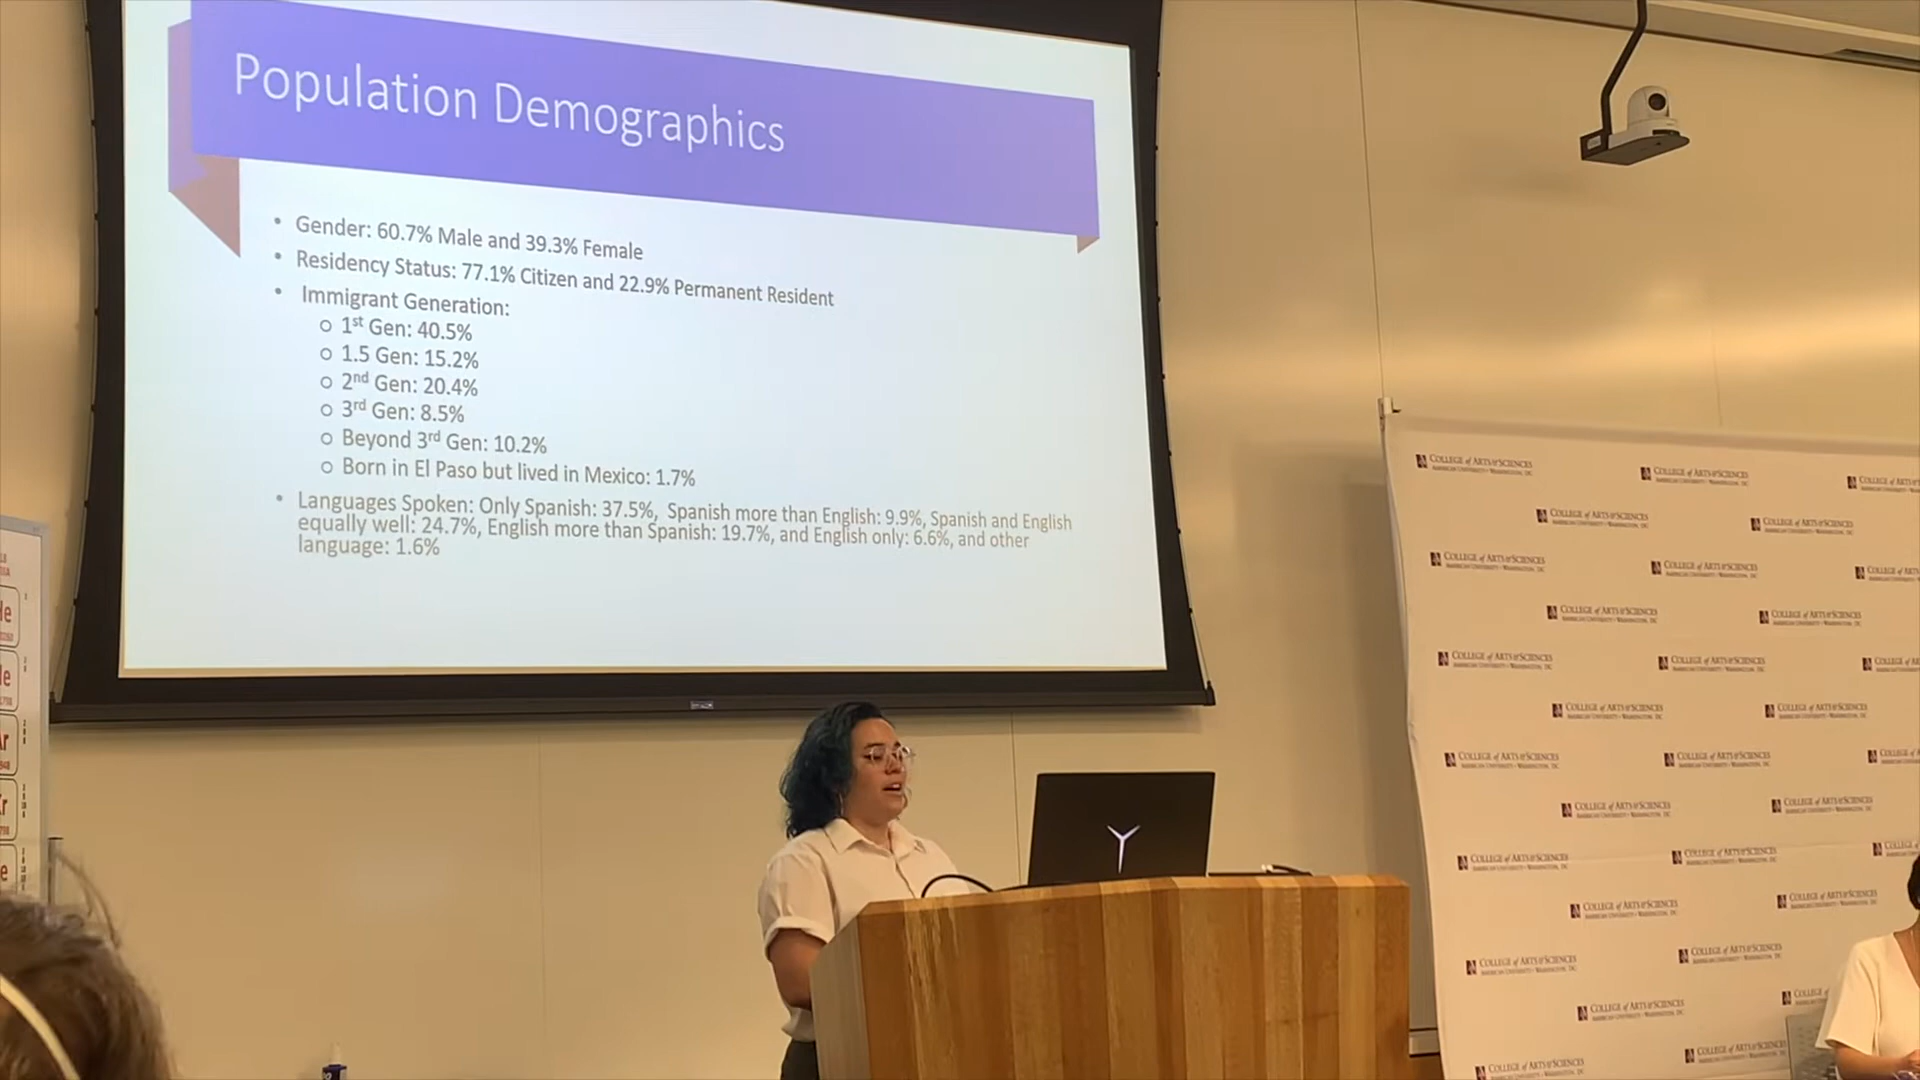 Population Demographics
• Gender: 60.7% Male and 39.3% Female
• Residency Status: 77.1% Citizen and 22.9% Permanent Resident
• Immigrant Generation:
○ 1st Gen: 40.5%
○ 1.5 Gen: 15.2%
○ 2nd Gen: 20.4%
○ 3rd Gen: 8.5%
○ Beyond 3rd Gen: 10.2%
○ Born in El Paso but lived in Mexico: 1.7%
• Languages Spoken: Only Spanish: 37.5%, Spanish more than English: 9.9%, Spanish and English
equally well: 24.7%, English more than Spanish: 19.7%, and English only: 6.6%, and other
language: 1.6%
COLLEGE of ARTS & SCIENCES
AMERICAN UNIVERSITY • WASHINGTON, DC